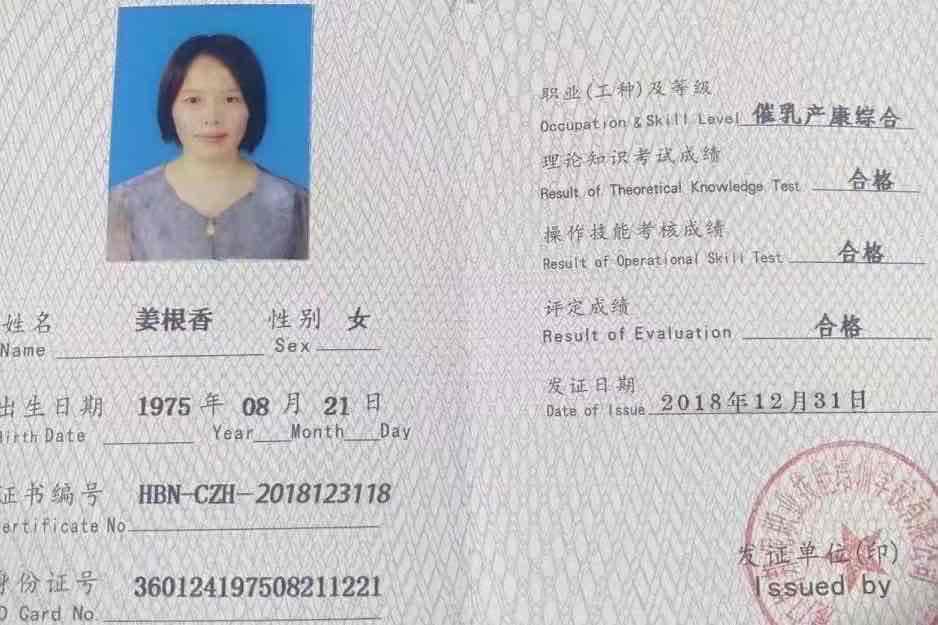 姓名 姜根香 性别 女
Name Sex
出生日期 1975 年 08 月 21 日
Birth Date Year Month Day
证书编号 HBN-CZH-2018123118
Certificate No
身份证号 360124197508211221
ID Card No.
职业(工种)及等级
Occupation & Skill Level 催乳产康综合
理论知识考试成绩
Result of Theoretical Knowledge Test 合格
操作技能考核成绩
Result of Operational Skill Test 合格
评定成绩
Result of Evaluation 合格
发证日期
Date of Issue 2018年12月31日
发证单位(印)
Issued by